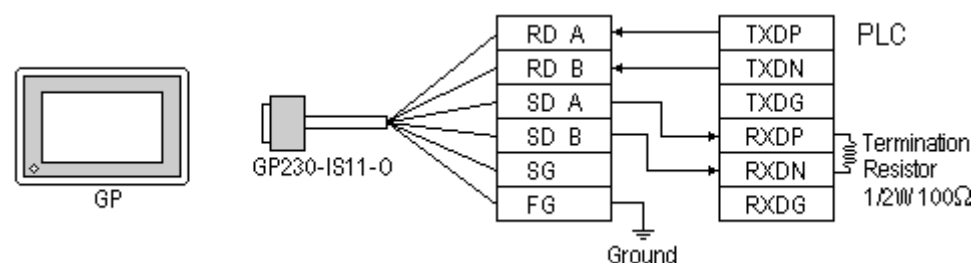 RD A
TXDP
PLC
RD B
TXDN
SD A
TXDG
SD B
RXDP
Termination
Resistor
1/2W 100Ω
GP230-IS11-O
SG
RXDN
GP
FG
RXDG
Ground